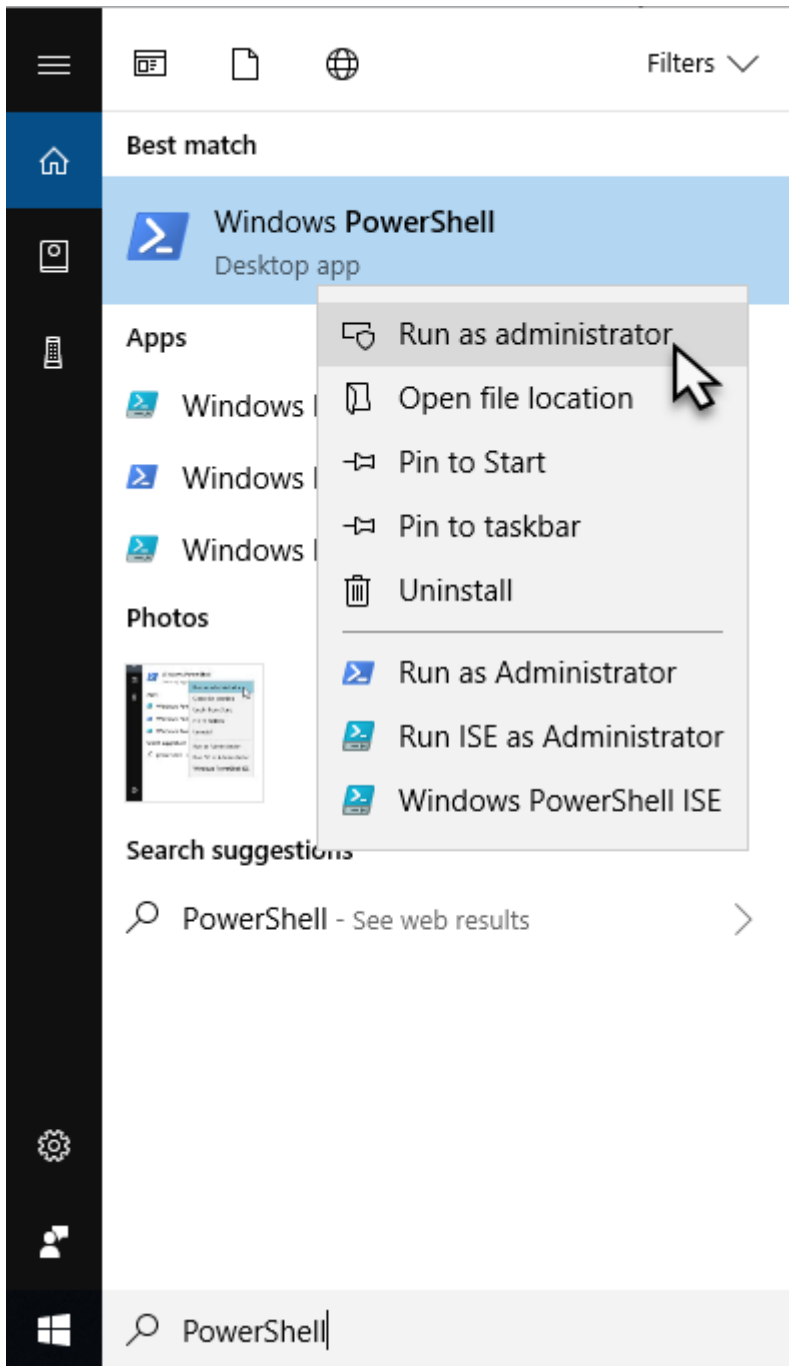 Filters
Best match
Windows PowerShell
Desktop app
Apps
Run as administrator
Windows
Open file location
Windows
Pin to Start
Windows
Pin to taskbar
Uninstall
Photos
Run as Administrator
Run ISE as Administrator
Windows PowerShell ISE
Search suggestions
PowerShell - See web results
PowerShell